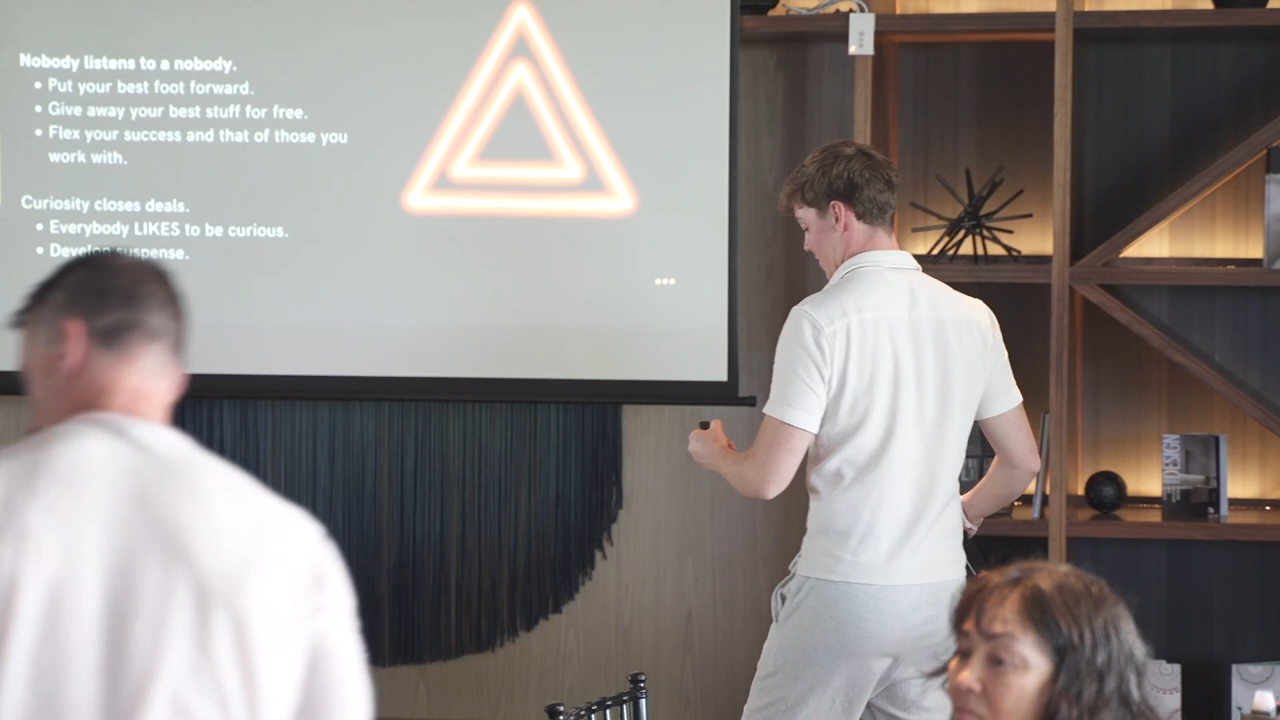 Nobody listens to a nobody.
• Put your best foot forward.
• Give away your best stuff for free.
• Flex your success and that of those you
work with.
Curiosity closes deals.
• Everybody LIKES to be curious.
• Develop suspense.
DESIGN